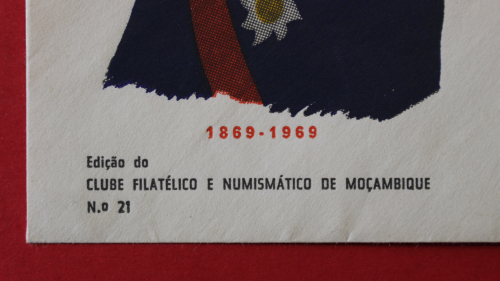 1869-1969
Edição do
CLUBE FILATÉLICO E NUMISMÁTICO DE MOÇAMBIQUE
N.º 21